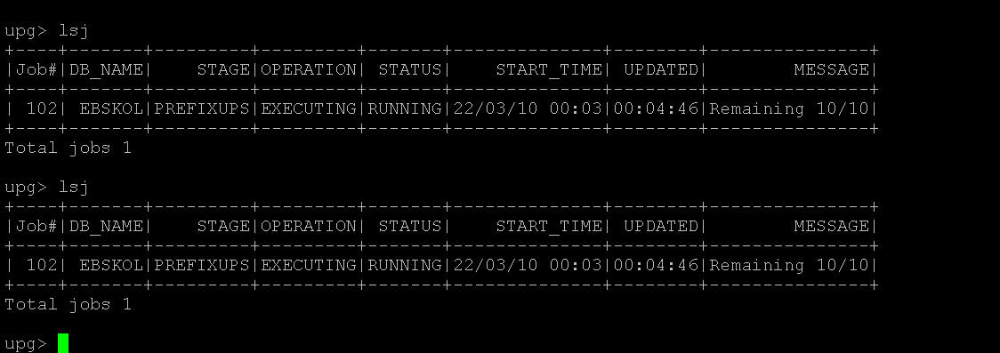 upg> lsj
+----+-------+---------+---------+-------+--------------+--------+---------------+
|Job#|DB_NAME|    STAGE|OPERATION| STATUS|    START_TIME| UPDATED|        MESSAGE|
+----+-------+---------+---------+-------+--------------+--------+---------------+
| 102| EBSKOL|PREFIXUPS|EXECUTING|RUNNING|22/03/10 00:03|00:04:46|Remaining 10/10|
+----+-------+---------+---------+-------+--------------+--------+---------------+
Total jobs 1
upg> lsj
+----+-------+---------+---------+-------+--------------+--------+---------------+
|Job#|DB_NAME|    STAGE|OPERATION| STATUS|    START_TIME| UPDATED|        MESSAGE|
+----+-------+---------+---------+-------+--------------+--------+---------------+
| 102| EBSKOL|PREFIXUPS|EXECUTING|RUNNING|22/03/10 00:03|00:04:46|Remaining 10/10|
+----+-------+---------+---------+-------+--------------+--------+---------------+
Total jobs 1
upg>